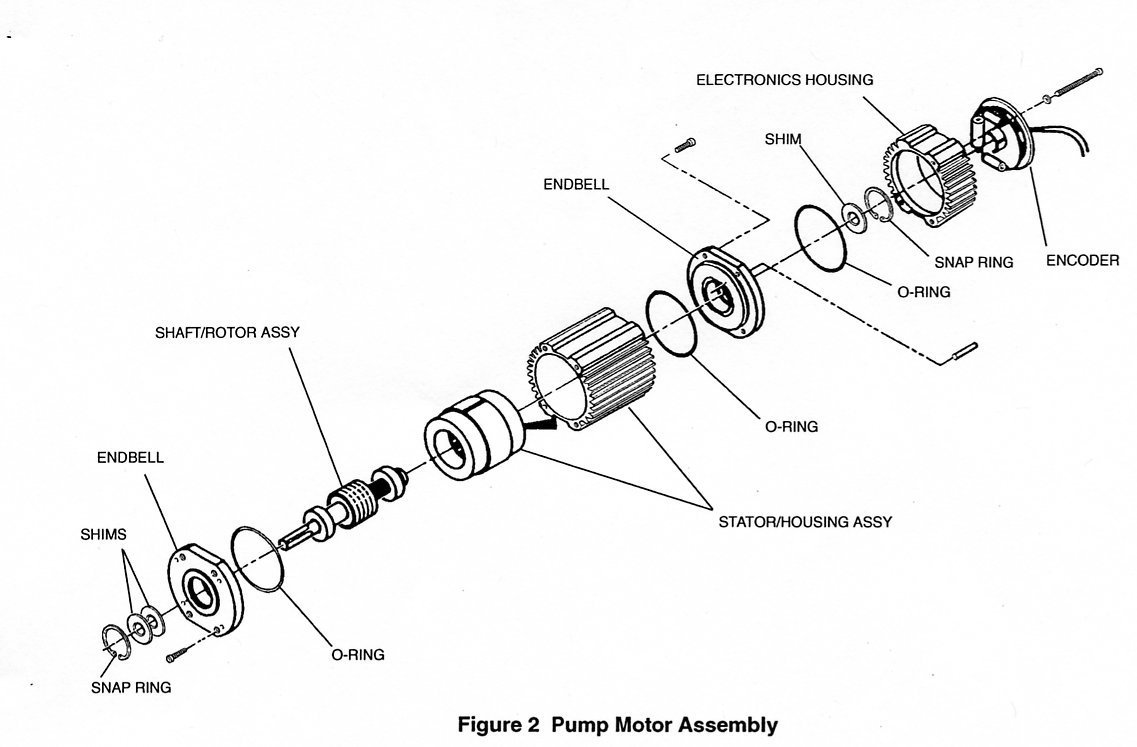 ELECTRONICS HOUSING
SHIM
ENDBELL
SNAP RING
ENCODER
O-RING
SHAFT/ROTOR ASSY
O-RING
ENDBELL
STATOR/HOUSING ASSY
SHIMS
O-RING
SNAP RING
Figure 2 Pump Motor Assembly